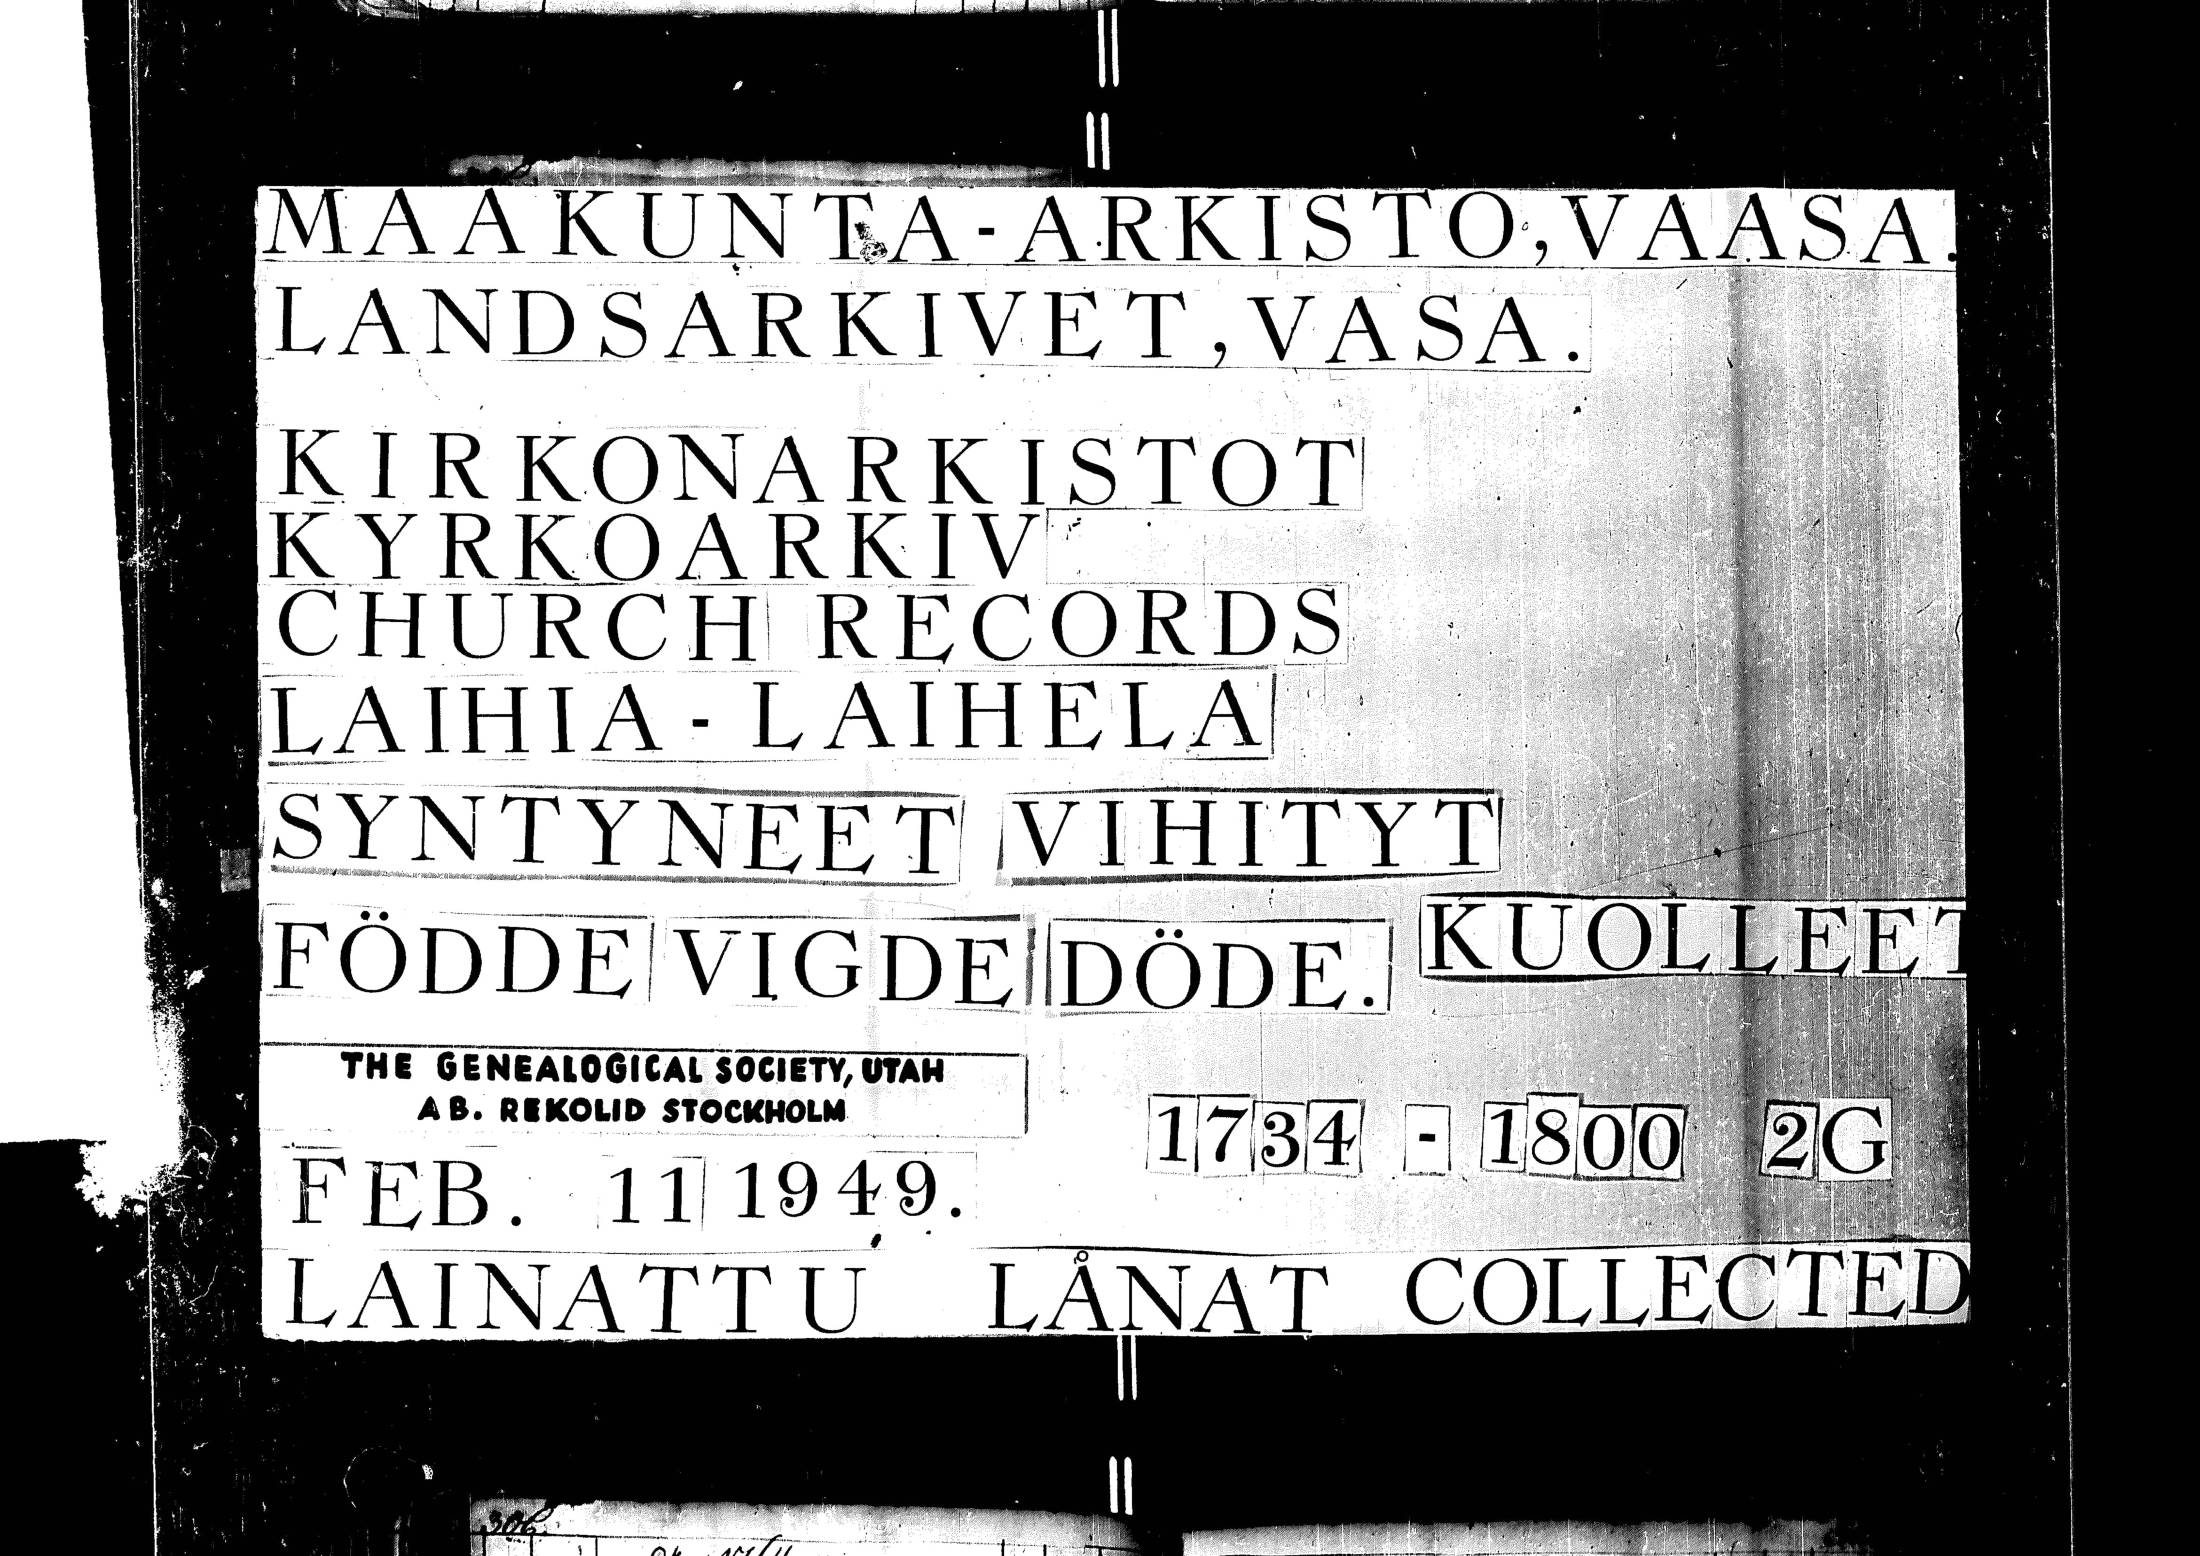 MAAKUNTA-ARKISTO, VAASA.
LANDSARKIVET, VASA.
KIRKONARKISTOT
KYRKOARKIV
CHURCH RECORDS
LAIHIA - LAIHELA
SYNTYNEET VIHITYT
KUOLLEET
FÖDDE VIGDE DÖDE.
THE GENEALOGICAL SOCIETY, UTAH
AB. REKOLID STOCKHOLM
1734 - 1800 2G
FEB. 11 1949.
LAINATTU LÅNAT COLLECTED
306.